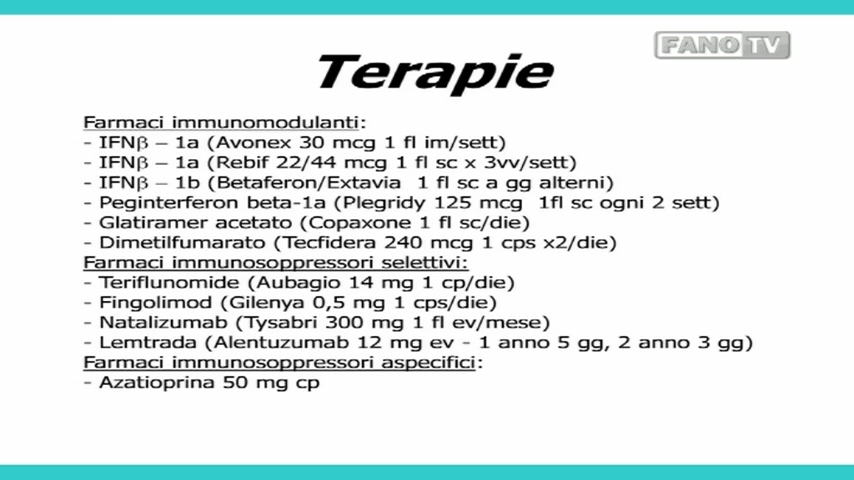 FANO TV
Terapie
Farmaci immunomodulanti:
- IFNβ – 1a (Avonex 30 mcg 1 fl im/sett)
- IFNβ – 1a (Rebif 22/44 mcg 1 fl sc x 3vv/sett)
- IFNβ – 1b (Betaferon/Extavia 1 fl sc a gg alterni)
- Peginterferon beta-1a (Plegridy 125 mcg 1fl sc ogni 2 sett)
- Glatiramer acetato (Copaxone 1 fl sc/die)
- Dimetilfumarato (Tecfidera 240 mcg 1 cps x2/die)
Farmaci immunosoppressori selettivi:
- Teriflunomide (Aubagio 14 mg 1 cp/die)
- Fingolimod (Gilenya 0,5 mg 1 cps/die)
- Natalizumab (Tysabri 300 mg 1 fl ev/mese)
- Lemtrada (Alentuzumab 12 mg ev - 1 anno 5 gg, 2 anno 3 gg)
Farmaci immunosoppressori aspecifici:
- Azatioprina 50 mg cp